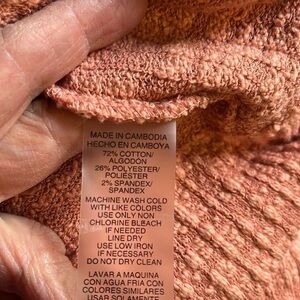 MADE IN CAMBODIA
HECHO EN CAMBOYA
72% COTTON/
ALGODON
26% POLYESTER/
POLIESTER
2% SPANDEX/
SPANDEX
MACHINE WASH COLD
WITH LIKE COLORS
USE ONLY NON
CHLORINE BLEACH
IF NEEDED
LINE DRY
USE LOW IRON
IF NECESSARY
DO NOT DRY CLEAN
LAVAR A MAQUINA
CON AGUA FRIA CON
COLORES SIMILARES
USAR SOLAMENTE